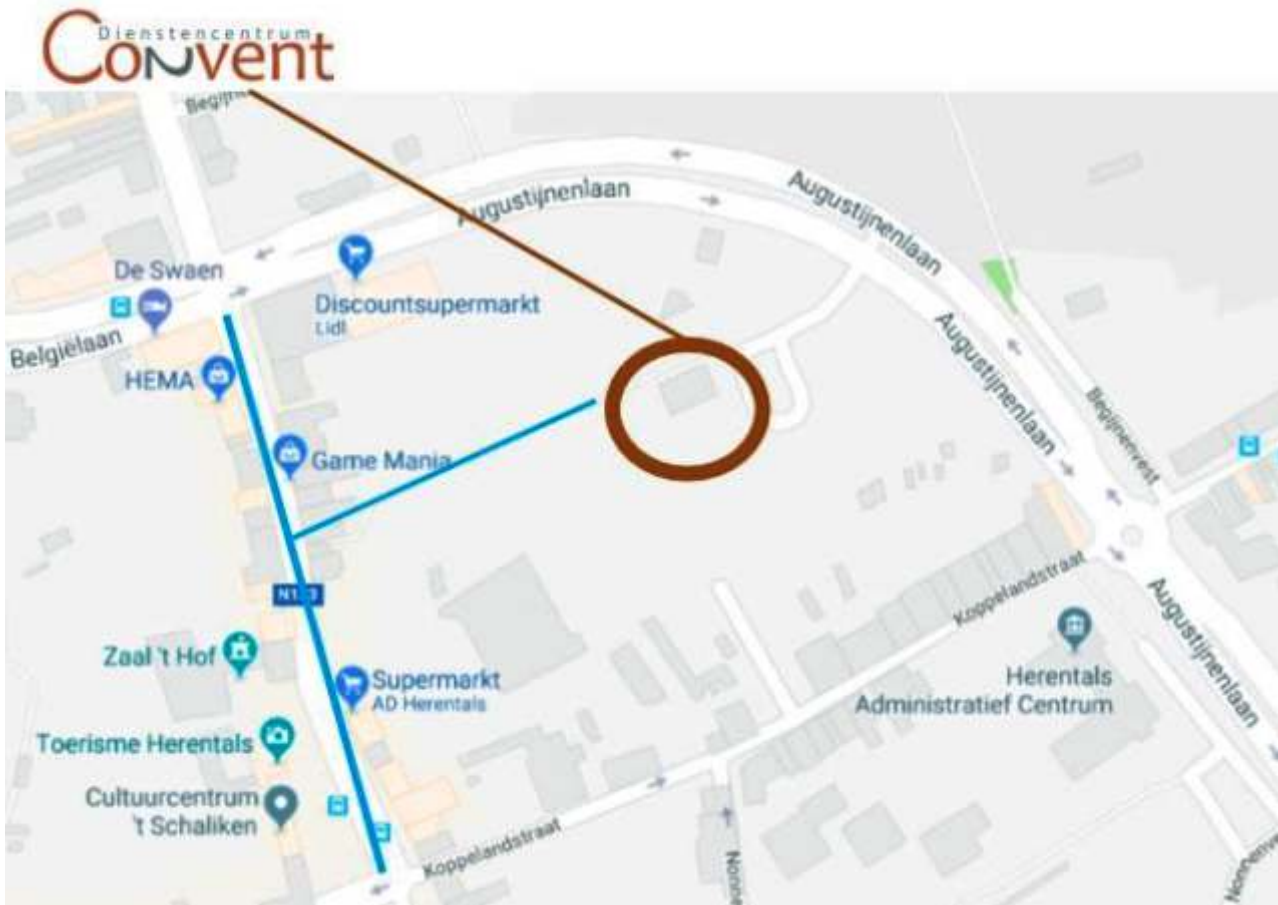 Dienstencentrum
Convent
Augustijnenlaan
Augustijnenlaan
De Swaen
Discountsupermarkt
Lidl
Belgiëlaan
HEMA
Augustijnenlaan
Begijnenvest
Game Mania
Koppelandstraat
Augustijnenlaan
Zaal 't Hof
Supermarkt
AD Herentals
Herentals
Administratief Centrum
Toerisme Herentals
Cultuurcentrum
't Schaliken
Koppelandstraat